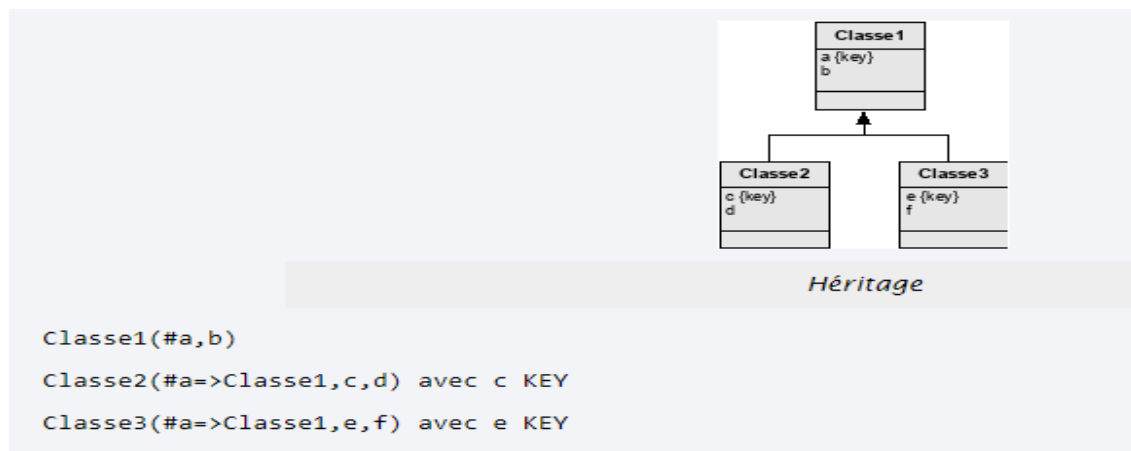 Classe1
a {key}
b
Classe2
c {key}
d
Classe3
e {key}
f
Héritage
Classe1(#a,b)
Classe2(#a=>Classe1,c,d) avec c KEY
Classe3(#a=>Classe1,e,f) avec e KEY